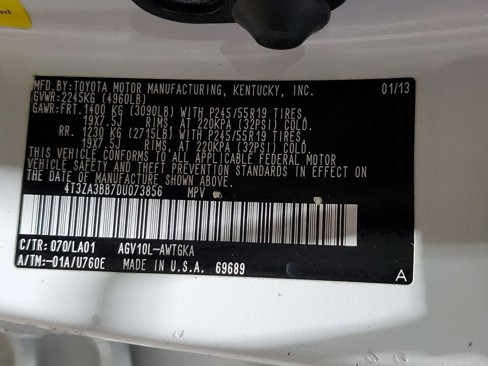 MFD.BY:TOYOTA MOTOR MANUFACTURING, KENTUCKY, INC. 01/13
GVWR: 2245KG (4960LB)
GAWR:FRT.1400 KG (3090LB) WITH P245/55R19 TIRES,
19X7.5J RIMS, AT 220KPA (32PSI) COLD.
RR. 1230 KG (2715LB) WITH P245/55R19 TIRES,
19X7.5J RIMS, AT 220KPA (32PSI) COLD.
THIS VEHICLE CONFORMS TO ALL APPLICABLE FEDERAL MOTOR
VEHICLE SAFETY AND THEFT PREVENTION STANDARDS IN EFFECT ON
THE DATE OF MANUFACTURE SHOWN ABOVE.
4T3ZA3BB7DU073856 MPV
C/TR: 070/LA01 AGV10L-AWTGKA
A/TM:-01A/U760E MADE IN U.S.A. 69689
A